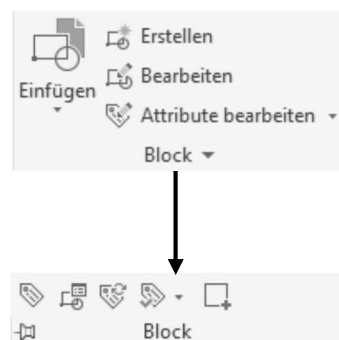 Erstellen
Bearbeiten
Einfügen
Attribute bearbeiten
Block
Block